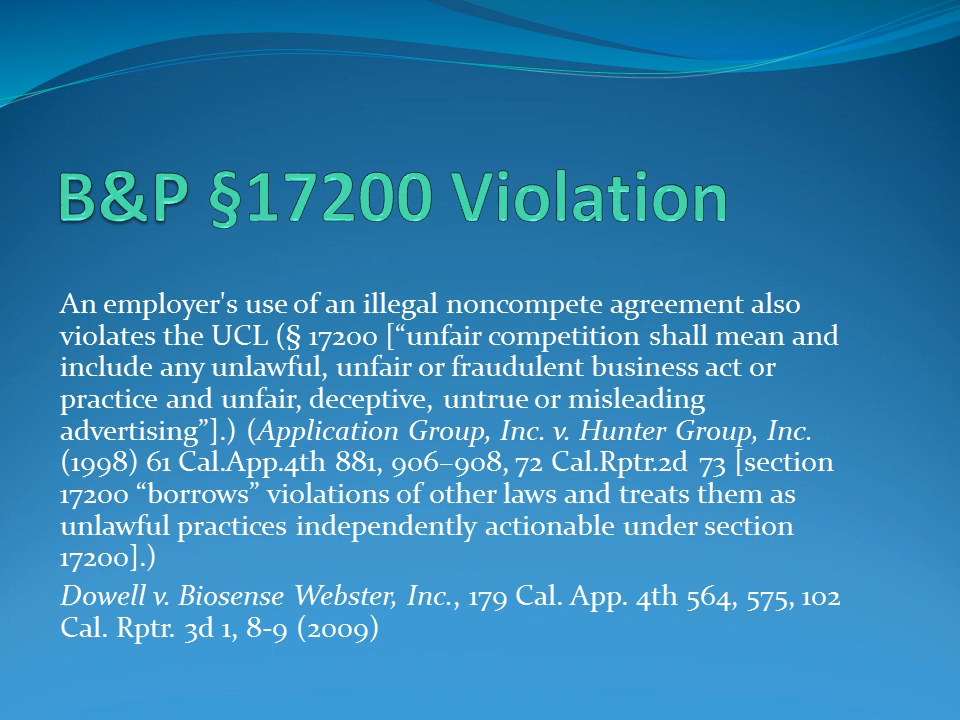 B&P §17200 Violation
An employer's use of an illegal noncompete agreement also
violates the UCL (§ 17200 [“unfair competition shall mean and
include any unlawful, unfair or fraudulent business act or
practice and unfair, deceptive, untrue or misleading
advertising”].) (Application Group, Inc. v. Hunter Group, Inc.
(1998) 61 Cal.App.4th 881, 906–908, 72 Cal.Rptr.2d 73 [section
17200 “borrows” violations of other laws and treats them as
unlawful practices independently actionable under section
17200].)
Dowell v. Biosense Webster, Inc., 179 Cal. App. 4th 564, 575, 102
Cal. Rptr. 3d 1, 8-9 (2009)